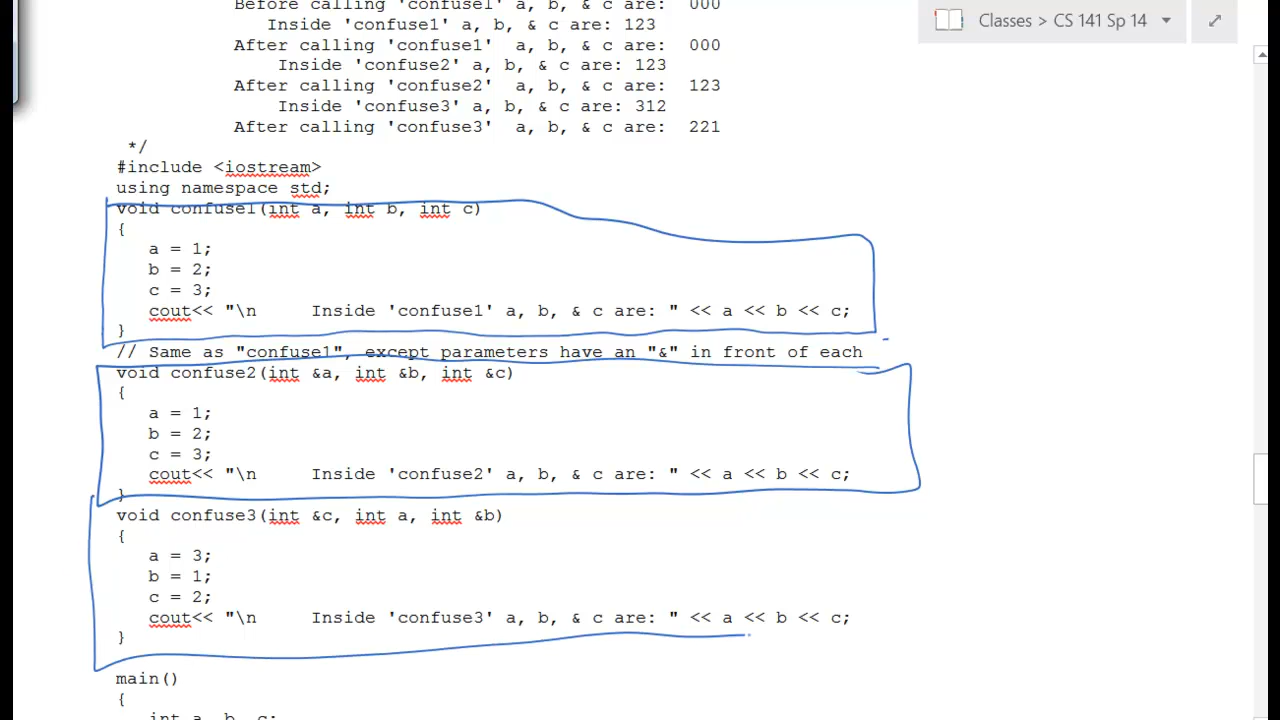 Before calling 'confuse1' a, b, & c are:  000
Classes > CS 141 Sp 14
Inside 'confuse1' a, b, & c are: 123
After calling 'confuse1'  a, b, & c are:  000
Inside 'confuse2' a, b, & c are: 123
After calling 'confuse2'  a, b, & c are:  123
Inside 'confuse3' a, b, & c are: 312
After calling 'confuse3'  a, b, & c are:  221
*/
#include <iostream>
using namespace std;
void confuse1(int a, int b, int c)
{
a = 1;
b = 2;
c = 3;
cout<< "\n     Inside 'confuse1' a, b, & c are: " << a << b << c;
}
// Same as "confuse1", except parameters have an "&" in front of each
void confuse2(int &a, int &b, int &c)
{
a = 1;
b = 2;
c = 3;
cout<< "\n     Inside 'confuse2' a, b, & c are: " << a << b << c;
}
void confuse3(int &c, int a, int &b)
{
a = 3;
b = 1;
c = 2;
cout<< "\n     Inside 'confuse3' a, b, & c are: " << a << b << c;
}
main()
{
int a, b, c;